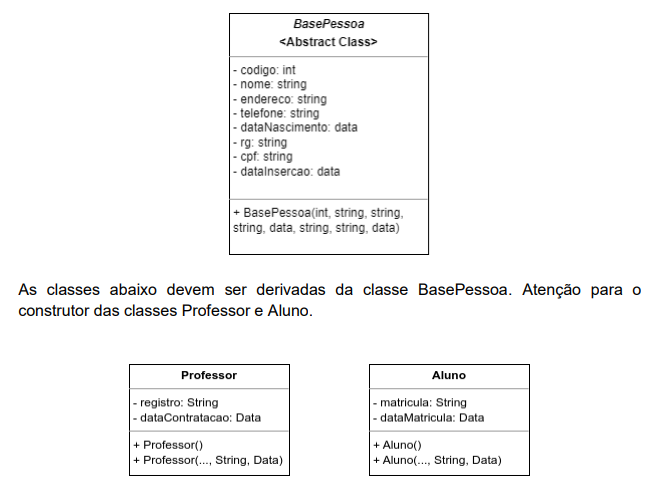 BasePessoa
<Abstract Class>
- codigo: int
- nome: string
- endereco: string
- telefone: string
- dataNascimento: data
- rg: string
- cpf: string
- dataInsercao: data
+ BasePessoa(int, string, string,
string, data, string, string, data)
As classes abaixo devem ser derivadas da classe BasePessoa. Atenção para o
construtor das classes Professor e Aluno.
Professor
- registro: String
- dataContratacao: Data
+ Professor()
+ Professor(..., String, Data)
Aluno
- matricula: String
- dataMatricula: Data
+ Aluno()
+ Aluno(..., String, Data)